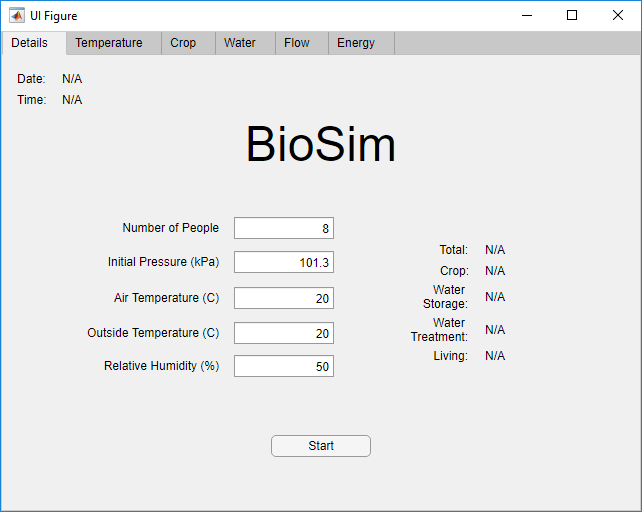 UI Figure
Details Temperature Crop Water Flow Energy
Date: N/A
Time: N/A
BioSim
Number of People 8
Initial Pressure (kPa) 101.3
Air Temperature (C) 20
Outside Temperature (C) 20
Relative Humidity (%) 50
Total: N/A
Crop: N/A
Water
Storage: N/A
Water
Treatment: N/A
Living: N/A
Start